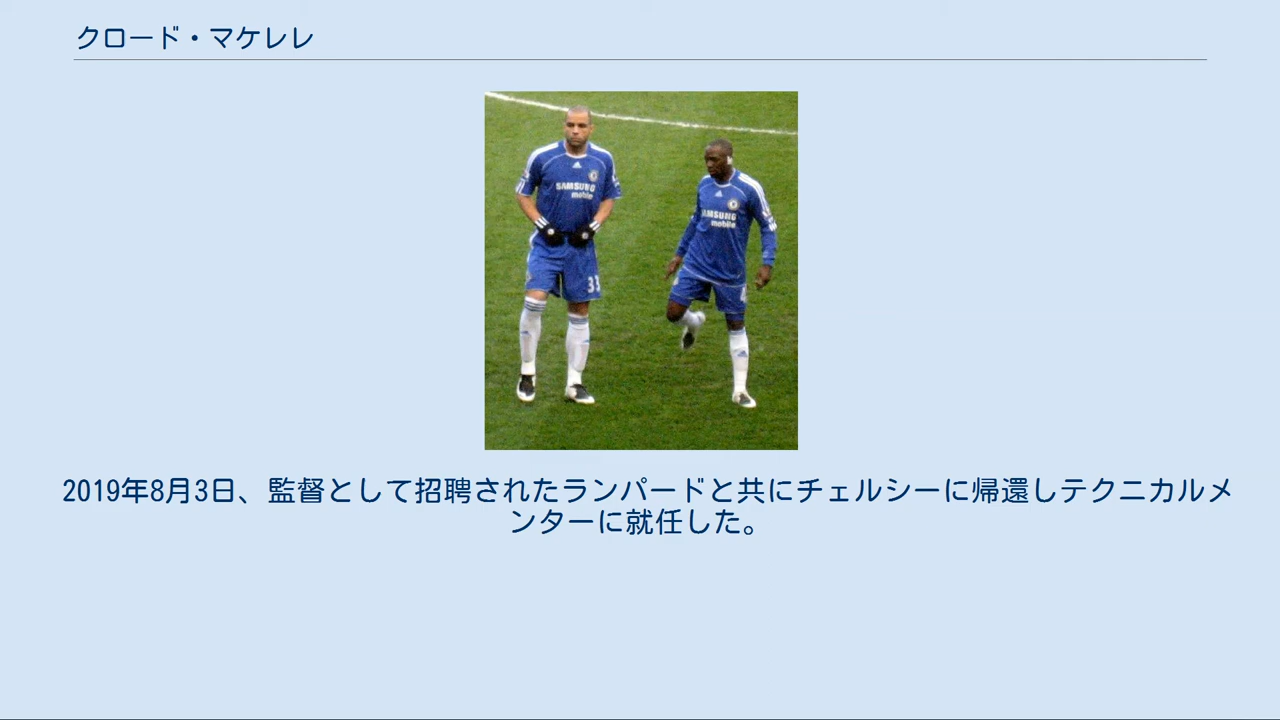 クロード・マケレレ
SAMSUNG
mobile
33
SAMSUNG
mobile
2019年8月3日、監督として招聘されたランパードと共にチェルシーに帰還しテクニカルメ
ンターに就任した。